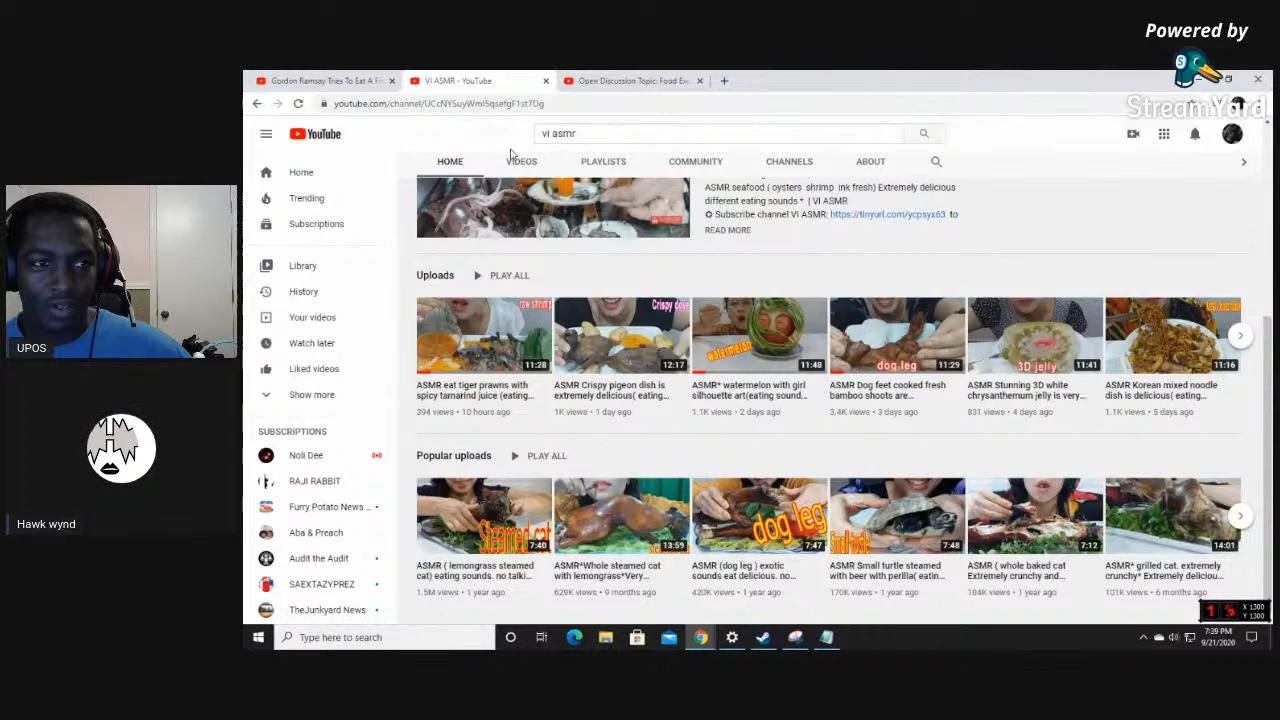 Powered by
StreamYard
Gordon Ramsay Tries To Eat A Fr
VI ASMR - YouTube
Open Discussion Topic: Food Ex
youtube.com/channel/UCcNYSuyWmI5qsefgF1st7Dg
YouTube
vi asmr
HOME
VIDEOS
PLAYLISTS
COMMUNITY
CHANNELS
ABOUT
Home
Trending
Subscriptions
Library
History
Your videos
Watch later
Liked videos
Show more
SUBSCRIPTIONS
Noli Dee
RAJI RABBIT
Furry Potato News ...
Aba & Preach
Audit the Audit
SAEXTAZYPREZ
TheJunkyard News
ASMR seafood ( oysters shrimp ink fresh) Extremely delicious
different eating sounds * | VI ASMR
✪ Subscribe channel VI ASMR: https://tinyurl.com/ycpsyx63 to
READ MORE
Uploads
PLAY ALL
raw shrimp
11:28
Crispy dove
12:17
watermelon
11:48
dog leg
11:29
3D jelly
11:41
11:16
ASMR eat tiger prawns with
spicy tamarind juice (eating...
394 views • 10 hours ago
ASMR Crispy pigeon dish is
extremely delicious( eating...
1K views • 1 day ago
ASMR* watermelon with girl
silhouette art(eating sound...
1.1K views • 2 days ago
ASMR Dog feet cooked fresh
bamboo shoots are...
3.4K views • 3 days ago
ASMR Stunning 3D white
chrysanthemum jelly is very...
831 views • 4 days ago
ASMR Korean mixed noodle
dish is delicious( eating...
1.1K views • 5 days ago
Popular uploads
PLAY ALL
Steamed cat
7:40
13:59
dog leg
7:47
Small turtle
7:48
7:12
14:01
ASMR ( lemongrass steamed
cat) eating sounds. no talki...
1.5M views • 1 year ago
ASMR*Whole steamed cat
with lemongrass*Very...
629K views • 9 months ago
ASMR (dog leg ) exotic
sounds eat delicious. no...
420K views • 1 year ago
ASMR Small turtle steamed
with beer with perilla( eatin...
170K views • 1 year ago
ASMR ( whole baked cat
Extremely crunchy and...
104K views • 1 year ago
ASMR* grilled cat. extremely
crunchy* Extremely deliciou...
101K views • 6 months ago
X 1300
Y 1300
Type here to search
7:39 PM
9/21/2020
UPOS
Hawk wynd